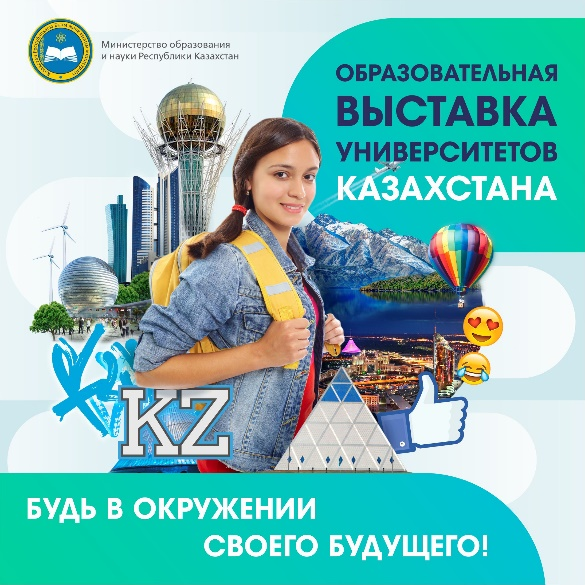 Министерство образования
и науки Республики Казахстан
ОБРАЗОВАТЕЛЬНАЯ
ВЫСТАВКА
УНИВЕРСИТЕТОВ
КАЗАХСТАНА
KZ
БУДЬ В ОКРУЖЕНИИ
СВОЕГО БУДУЩЕГО!